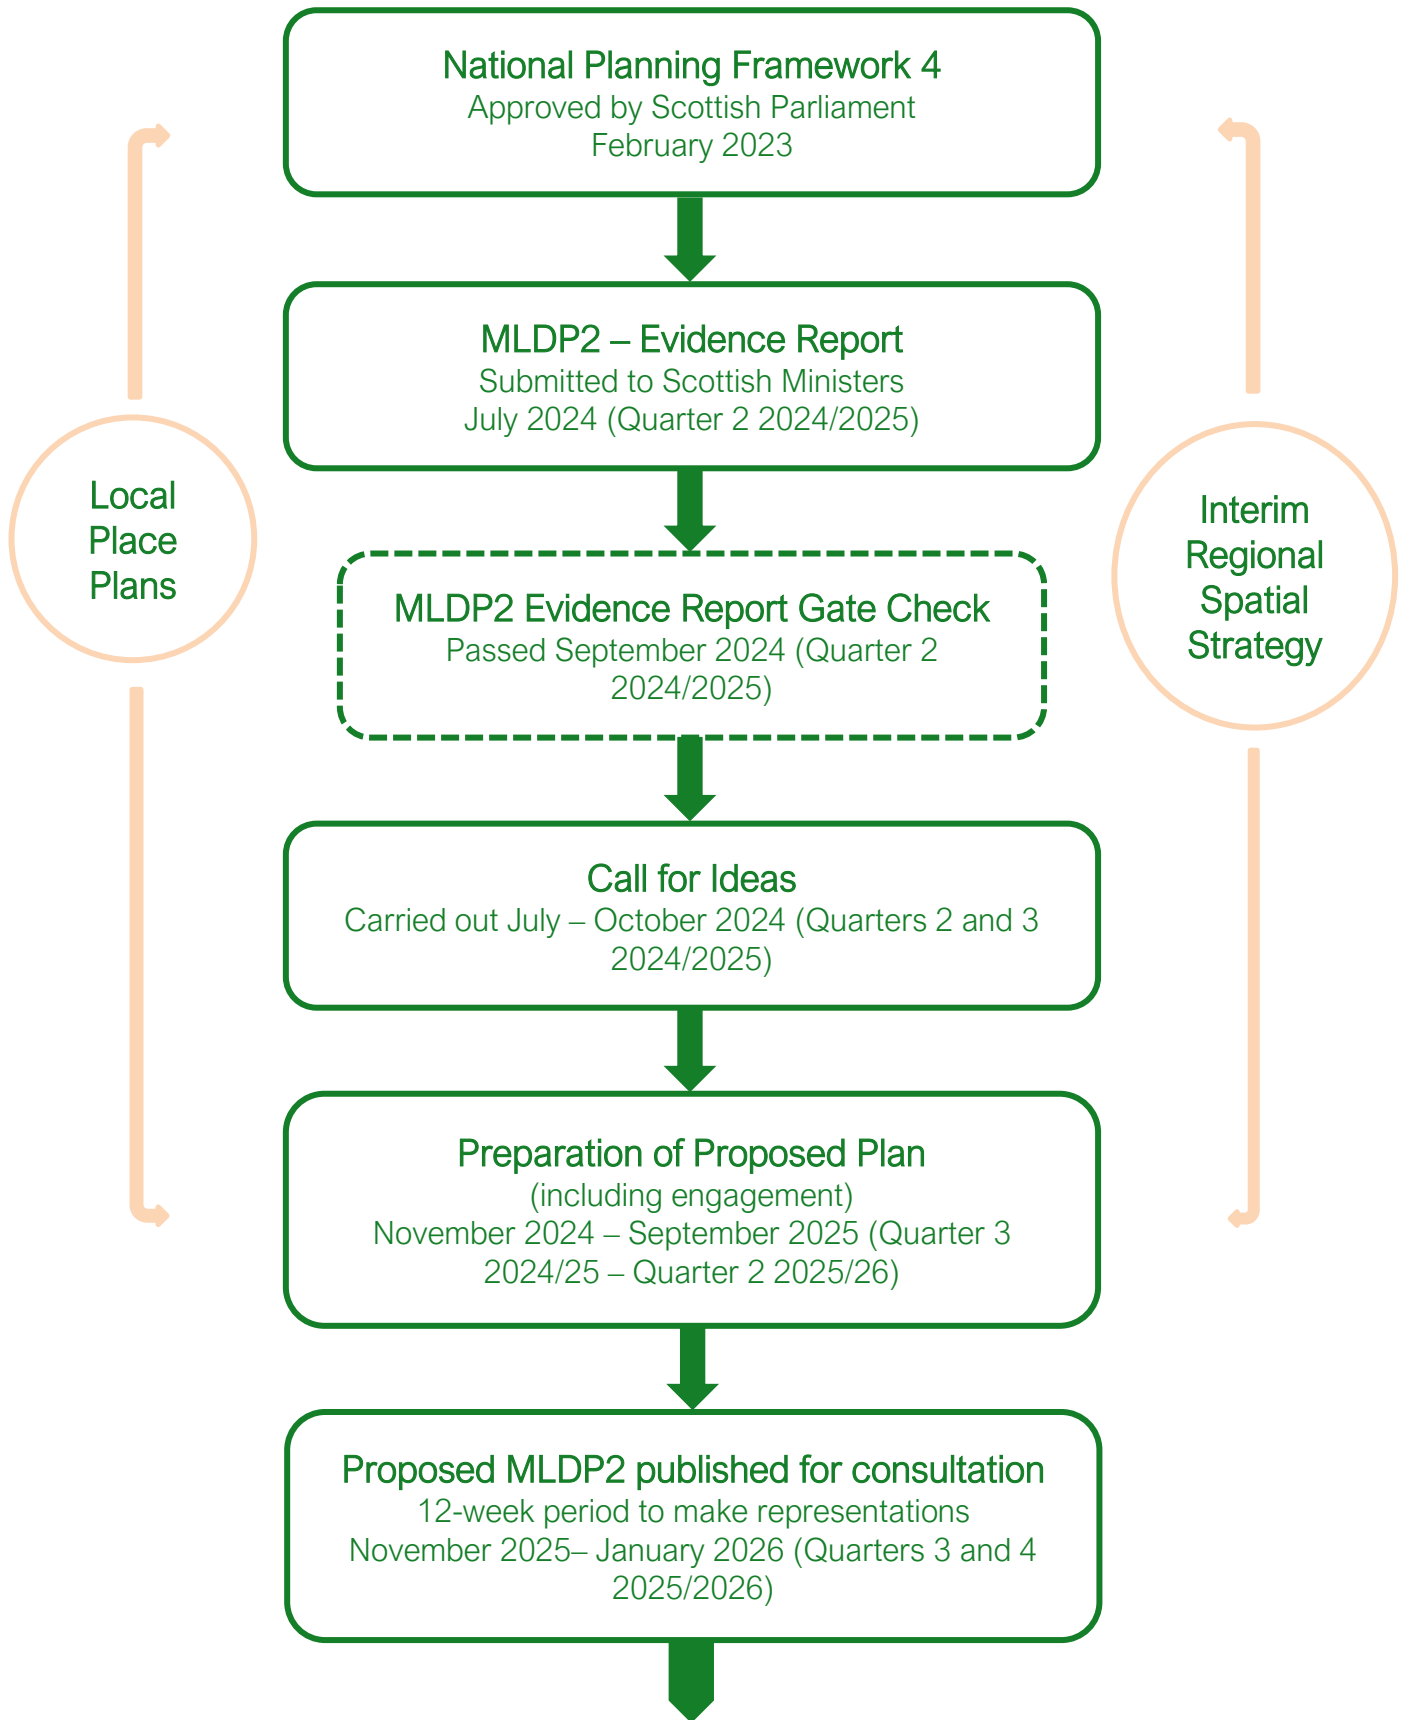 National Planning Framework 4
Approved by Scottish Parliament
February 2023
MLDP2 – Evidence Report
Submitted to Scottish Ministers
July 2024 (Quarter 2 2024/2025)
Local
Place
Plans
Interim
Regional
Spatial
Strategy
MLDP2 Evidence Report Gate Check
Passed September 2024 (Quarter 2
2024/2025)
Call for Ideas
Carried out July – October 2024 (Quarters 2 and 3
2024/2025)
Preparation of Proposed Plan
(including engagement)
November 2024 – September 2025 (Quarter 3
2024/25 – Quarter 2 2025/26)
Proposed MLDP2 published for consultation
12-week period to make representations
November 2025– January 2026 (Quarters 3 and 4
2025/2026)